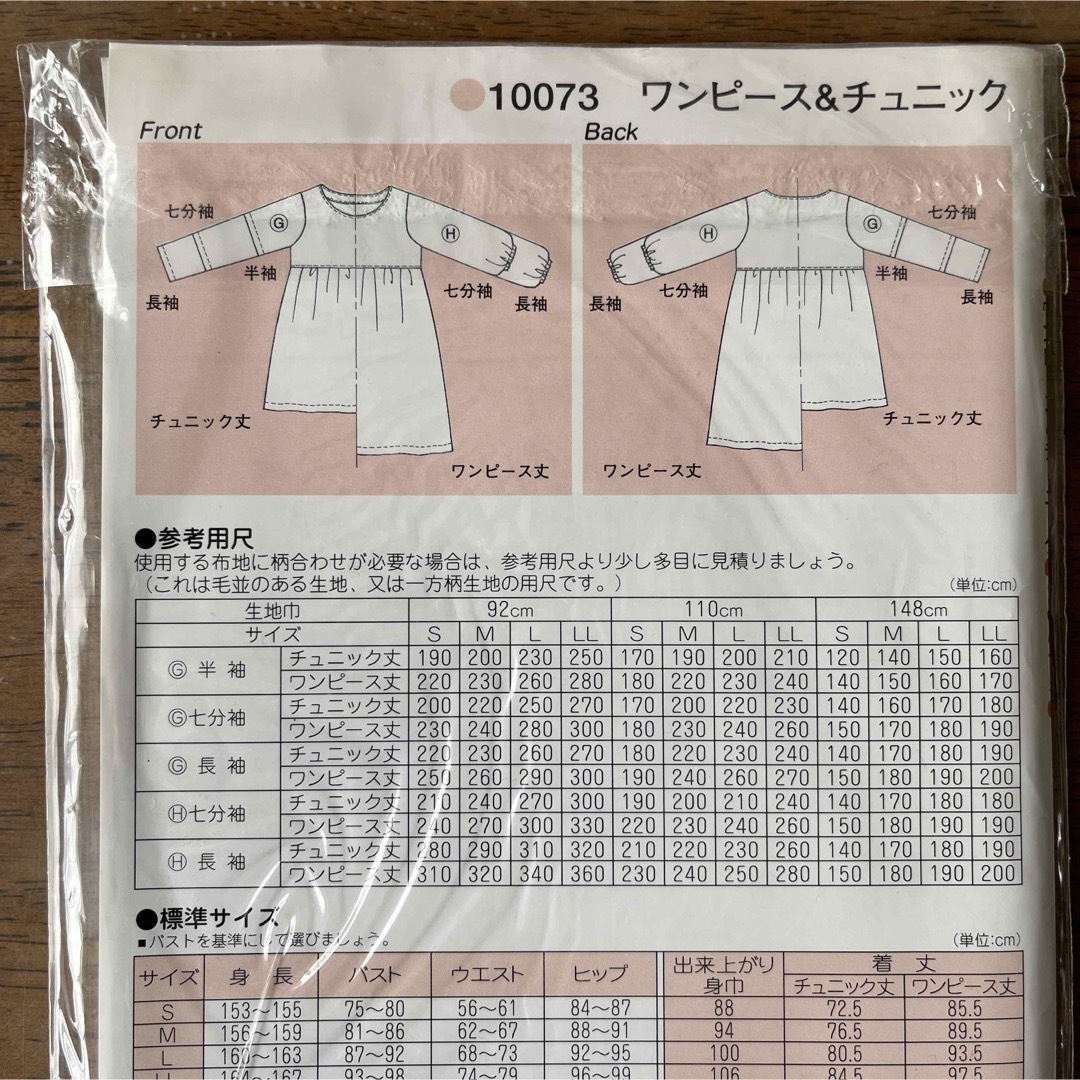 ●10073 ワンピース&チュニック
Front
Back
七分袖
Ⓖ
半袖
長袖
Ⓗ
七分袖
長袖
チュニック丈
ワンピース丈
Ⓗ
七分袖
長袖
七分袖
Ⓖ
半袖
長袖
チュニック丈
ワンピース丈
●参考用尺
使用する布地に柄合わせが必要な場合は、参考用尺より少し多目に見積りましょう。
（これは毛並のある生地、又は一方柄生地の用尺です。） (単位:cm)
生地巾 92cm 110cm 148cm
サイズ S M L LL S M L LL S M L LL
Ⓖ 半 袖 チュニック丈 190 200 230 250 170 190 200 210 120 140 150 160
ワンピース丈 220 230 260 280 180 220 230 240 140 150 160 170
Ⓖ七分袖 チュニック丈 200 220 250 270 170 200 220 230 140 160 170 180
ワンピース丈 230 240 280 300 180 230 240 260 150 170 180 190
Ⓖ 長 袖 チュニック丈 220 230 260 270 180 220 230 240 140 170 180 190
ワンピース丈 250 260 290 300 190 240 260 270 150 180 190 200
Ⓗ七分袖 チュニック丈 210 240 270 300 190 200 210 240 140 170 180 180
ワンピース丈 240 270 300 330 220 230 240 260 150 180 190 190
Ⓗ 長 袖 チュニック丈 280 290 310 320 210 220 230 260 140 170 180 190
ワンピース丈 310 320 340 360 230 240 250 280 150 180 190 200
●標準サイズ
■バストを基準にして選びましょう。 (単位:cm)
サイズ 身 長 バスト ウエスト ヒップ 出来上がり身巾 着 丈
チュニック丈 ワンピース丈
S 153～155 75～80 56～61 84～87 88 72.5 85.5
M 156～159 81～86 62～67 88～91 94 76.5 89.5
L 160～163 87～92 68～73 92～95 100 80.5 93.5
LL 164～167 93～98 74～79 96～99 106 84.5 97.5